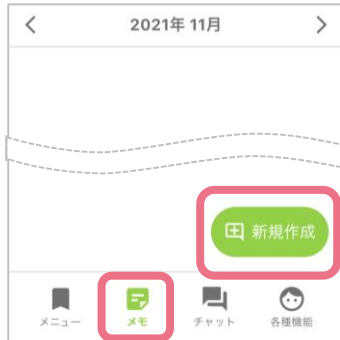 2021年 11月
新規作成
メニュー
メモ
チャット
各種機能